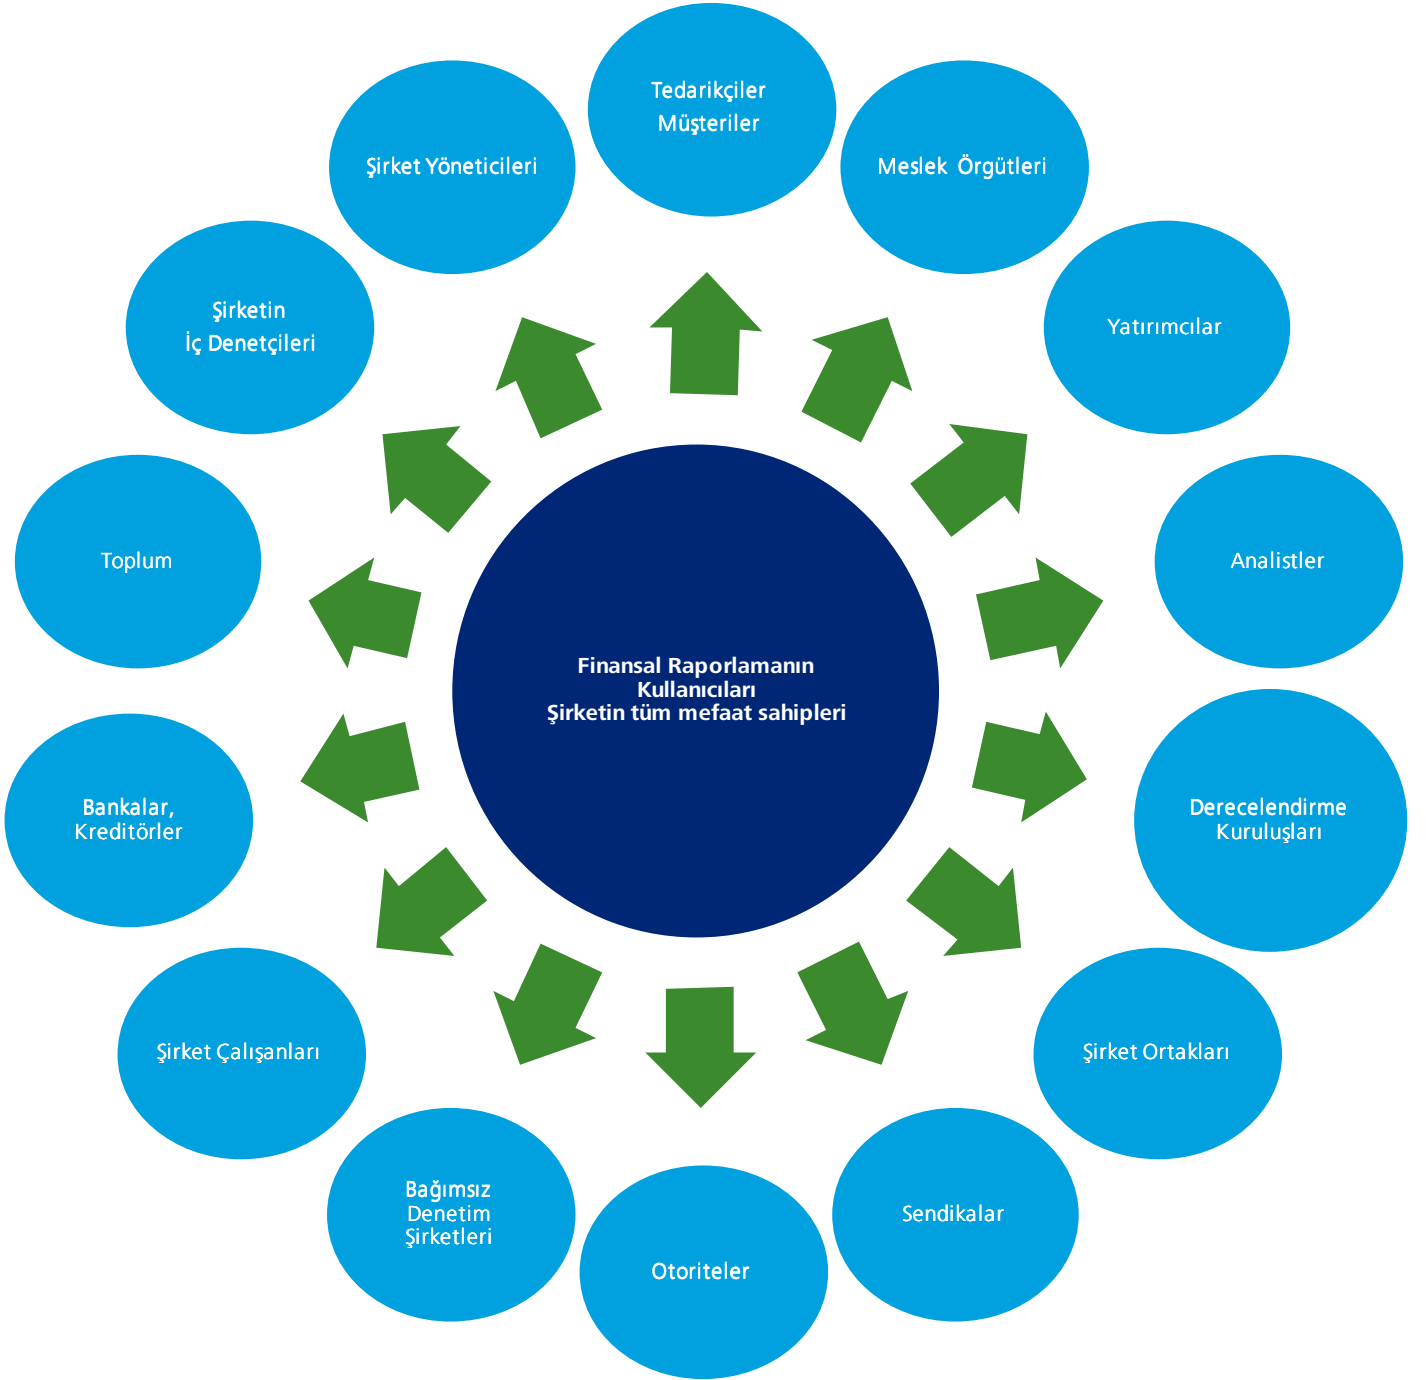 Tedarikçiler
Müşteriler
Meslek Örgütleri
Yatırımcılar
Analistler
Derecelendirme
Kuruluşları
Şirket Ortakları
Sendikalar
Otoriteler
Bağımsız
Denetim
Şirketleri
Şirket Çalışanları
Bankalar,
Kreditörler
Toplum
Şirketin
İç Denetçileri
Şirket Yöneticileri
Finansal Raporlamanın
Kullanıcıları
Şirketin tüm mefaat sahipleri